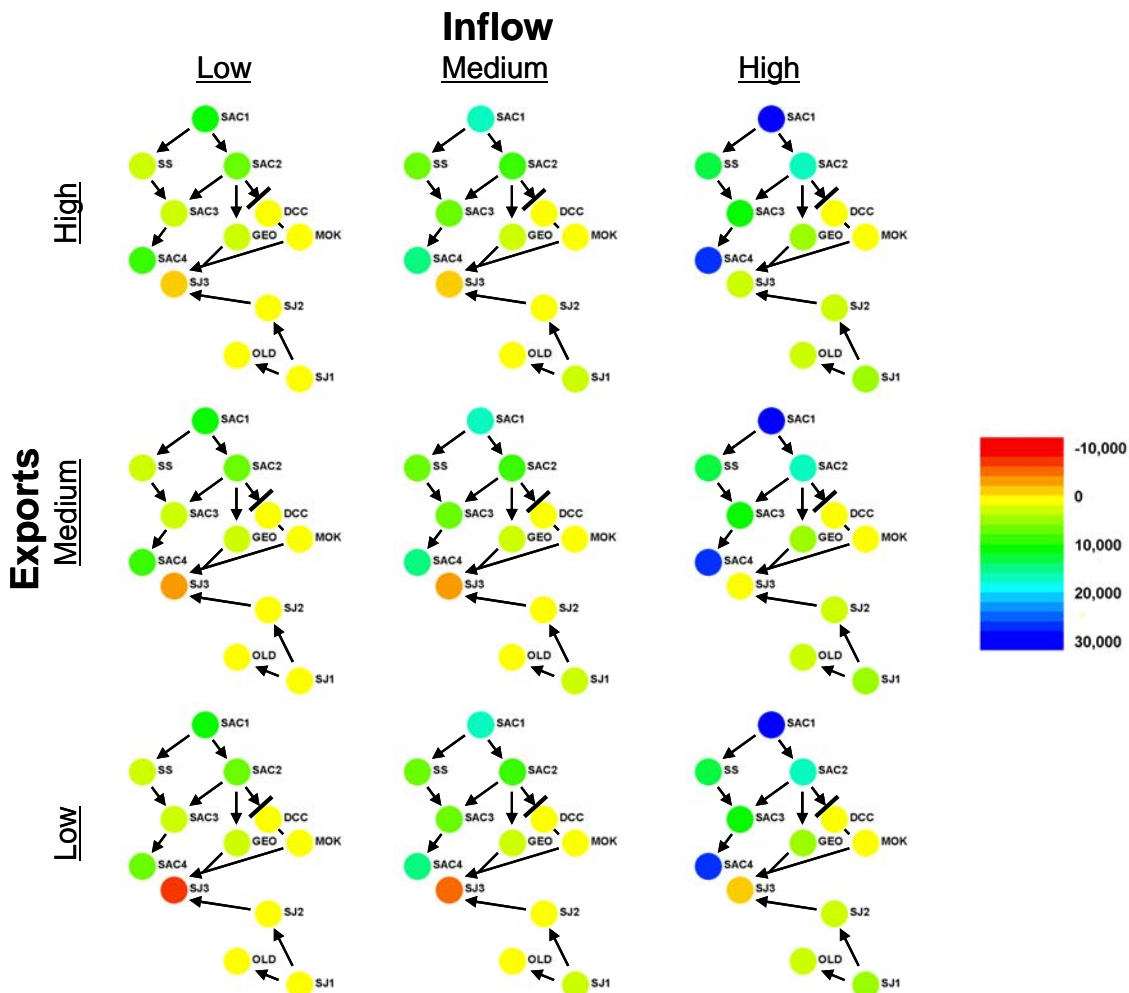 Inflow
Low Medium High
High
SAC1 SAC1 SAC1
SS SAC2 SS SAC2 SS SAC2
SAC3 DCC SAC3 DCC SAC3 DCC
GEO MOK GEO MOK GEO MOK
SAC4 SAC4 SAC4
SJ3 SJ3 SJ3
SJ2 SJ2 SJ2
OLD OLD OLD
SJ1 SJ1 SJ1
Exports
Medium
SAC1 SAC1 SAC1
SS SAC2 SS SAC2 SS SAC2
SAC3 DCC SAC3 DCC SAC3 DCC
GEO MOK GEO MOK GEO MOK
SAC4 SAC4 SAC4
SJ3 SJ3 SJ3
SJ2 SJ2 SJ2
OLD OLD OLD
SJ1 SJ1 SJ1
-10,000
0
10,000
20,000
30,000
Low
SAC1 SAC1 SAC1
SS SAC2 SS SAC2 SS SAC2
SAC3 DCC SAC3 DCC SAC3 DCC
GEO MOK GEO MOK GEO MOK
SAC4 SAC4 SAC4
SJ3 SJ3 SJ3
SJ2 SJ2 SJ2
OLD OLD OLD
SJ1 SJ1 SJ1